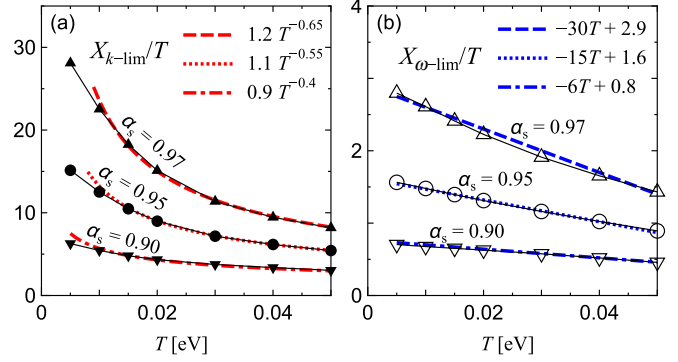 (a)
X_{k-lim}/T
1.2 T^{-0.65}
1.1 T^{-0.55}
0.9 T^{-0.4}
α_s = 0.97
α_s = 0.95
α_s = 0.90
30
20
10
0
0 0.02 0.04
T [eV]
(b)
X_{ω-lim}/T
−30T + 2.9
−15T + 1.6
−6T + 0.8
α_s = 0.97
α_s = 0.95
α_s = 0.90
4
2
0
0 0.02 0.04
T [eV]